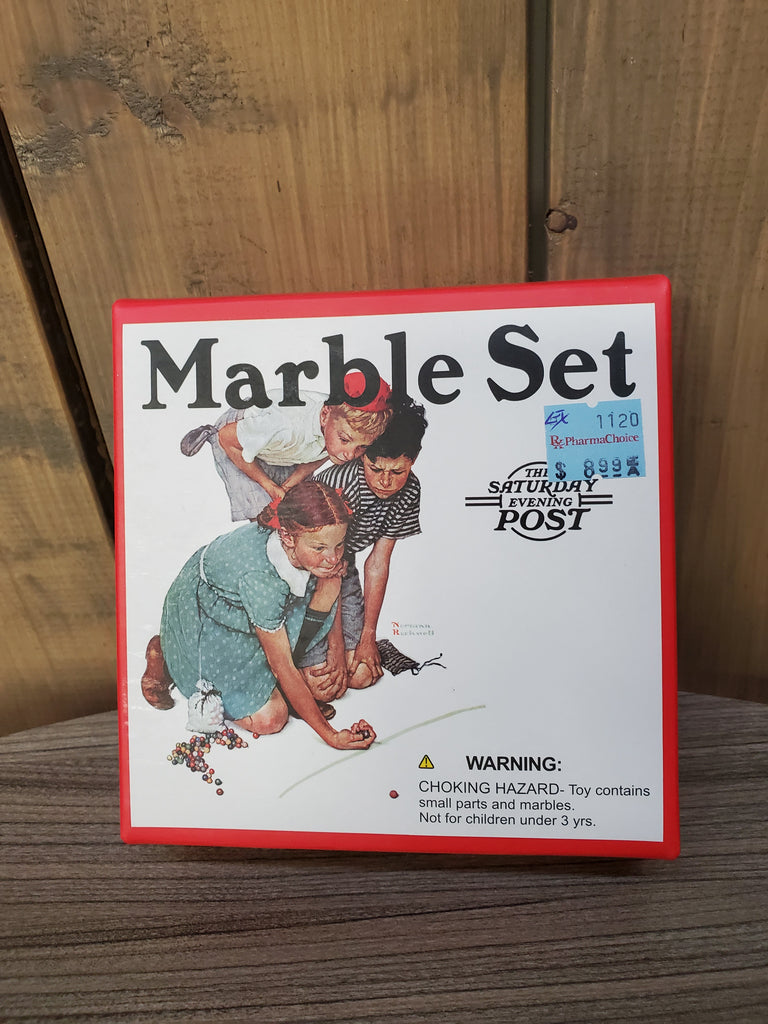 Marble Set
EX 1120
Rx PharmaChoice
$ 8.99
THE
SATURDAY
EVENING
POST
Norman
Rockwell
WARNING:
CHOKING HAZARD- Toy contains
small parts and marbles.
Not for children under 3 yrs.